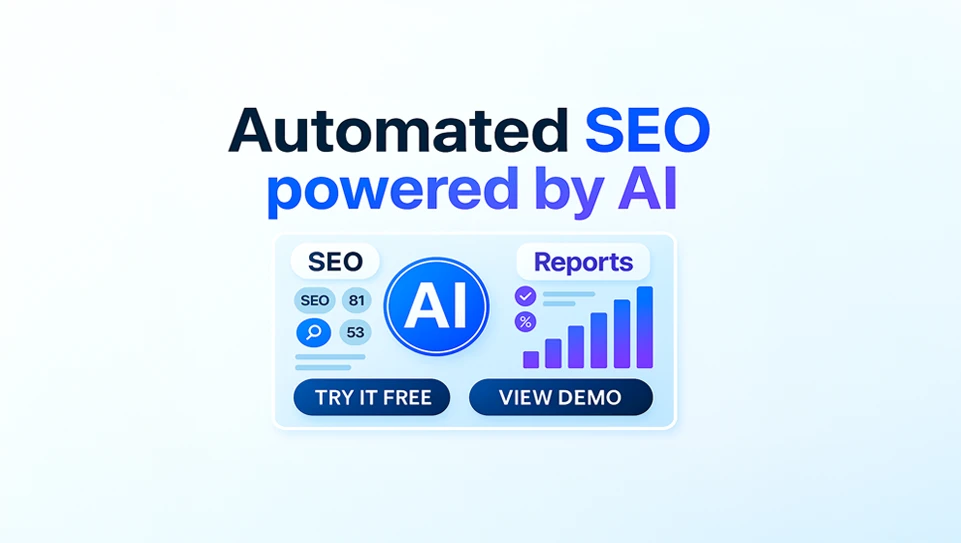 Automated SEO
powered by AI
SEO
SEO 81
53
AI
Reports
%
TRY IT FREE
VIEW DEMO